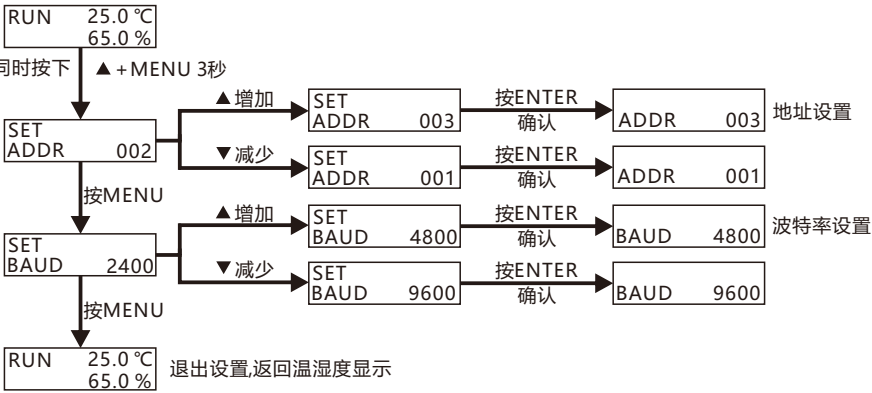 RUN 25.0 ℃
65.0 %
同时按下 ▲+MENU 3秒
SET
ADDR 002
▲增加
SET
ADDR 003
按ENTER
确认
ADDR 003
地址设置
▼减少
SET
ADDR 001
按ENTER
确认
ADDR 001
按MENU
SET
BAUD 2400
▲增加
SET
BAUD 4800
按ENTER
确认
BAUD 4800
波特率设置
▼减少
SET
BAUD 9600
按ENTER
确认
BAUD 9600
按MENU
RUN 25.0 ℃
65.0 %
退出设置,返回温湿度显示